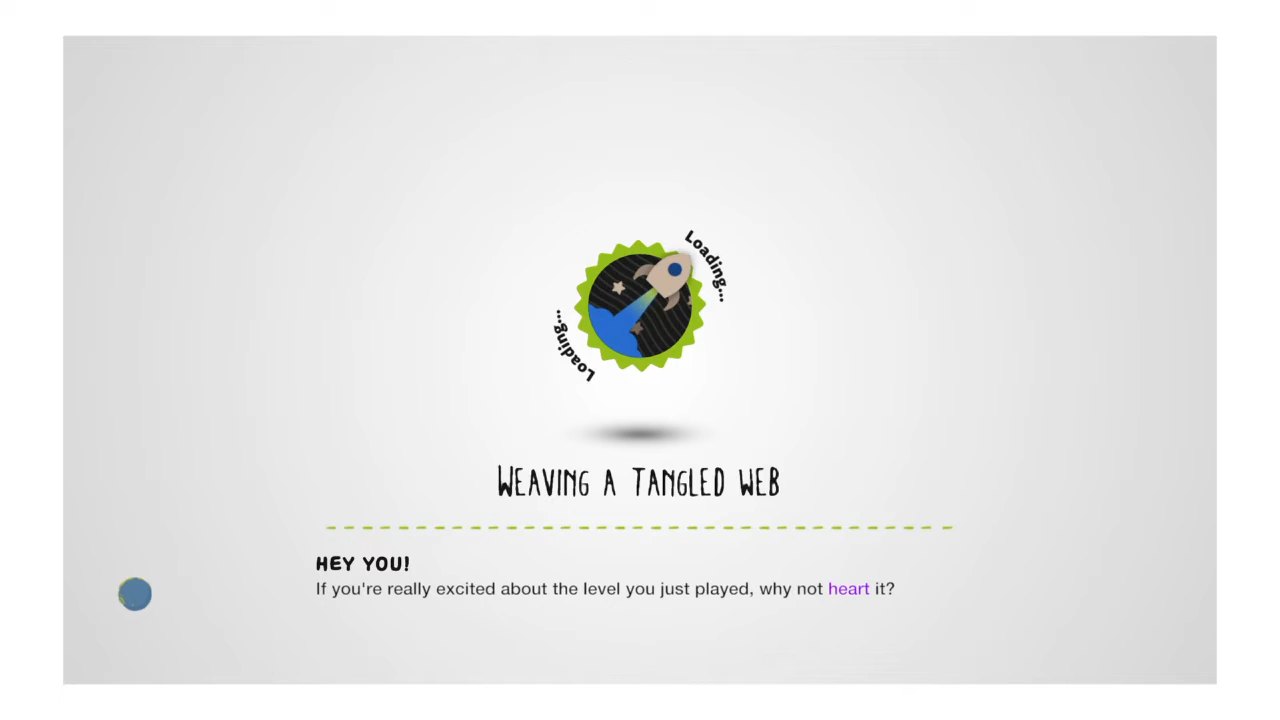 Loading...
Loading...
WEAVING A TANGLED WEB
HEY YOU!
If you're really excited about the level you just played, why not heart it?